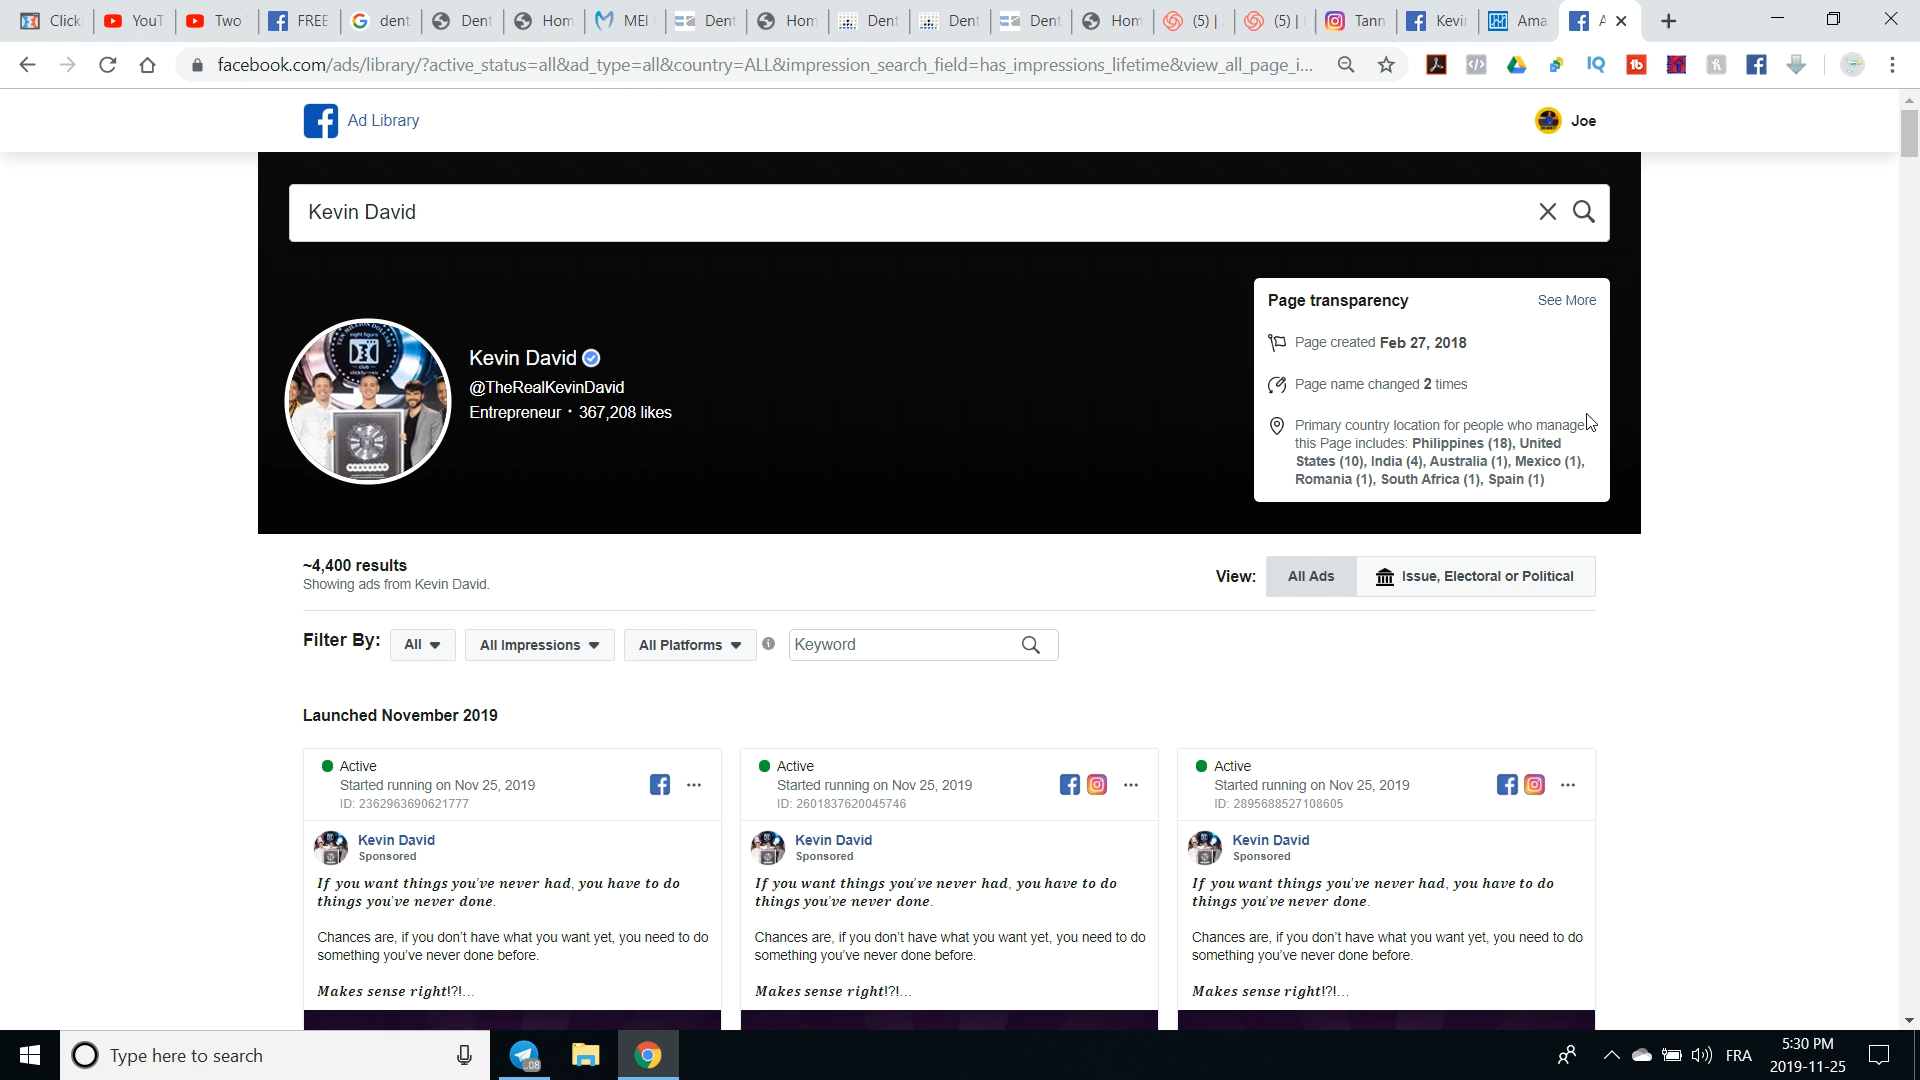 Click
YouT
Two
FREE
dent
Dent
Hom
MEI
Dent
Hom
Dent
Dent
Dent
Hom
(5) |
(5) |
Tann
Kevin
Ama
A
facebook.com/ads/library/?active_status=all&ad_type=all&country=ALL&impression_search_field=has_impressions_lifetime&view_all_page_i...
Ad Library
Joe
Kevin David
Page transparency
See More
Page created Feb 27, 2018
Page name changed 2 times
Primary country location for people who manage
this Page includes: Philippines (18), United
States (10), India (4), Australia (1), Mexico (1),
Romania (1), South Africa (1), Spain (1)
Kevin David
@TheRealKevinDavid
Entrepreneur · 367,208 likes
~4,400 results
Showing ads from Kevin David.
View:
All Ads
Issue, Electoral or Political
Filter By:
All
All Impressions
All Platforms
Keyword
Launched November 2019
Active
Started running on Nov 25, 2019
ID: 2362963690621777
Kevin David
Sponsored
If you want things you've never had, you have to do
things you've never done.
Chances are, if you don't have what you want yet, you need to do
something you've never done before.
Makes sense right!?!...
Active
Started running on Nov 25, 2019
ID: 2601837620045746
Kevin David
Sponsored
If you want things you've never had, you have to do
things you've never done.
Chances are, if you don't have what you want yet, you need to do
something you've never done before.
Makes sense right!?!...
Active
Started running on Nov 25, 2019
ID: 2895688527108605
Kevin David
Sponsored
If you want things you've never had, you have to do
things you've never done.
Chances are, if you don't have what you want yet, you need to do
something you've never done before.
Makes sense right!?!...
Type here to search
FRA
5:30 PM
2019-11-25